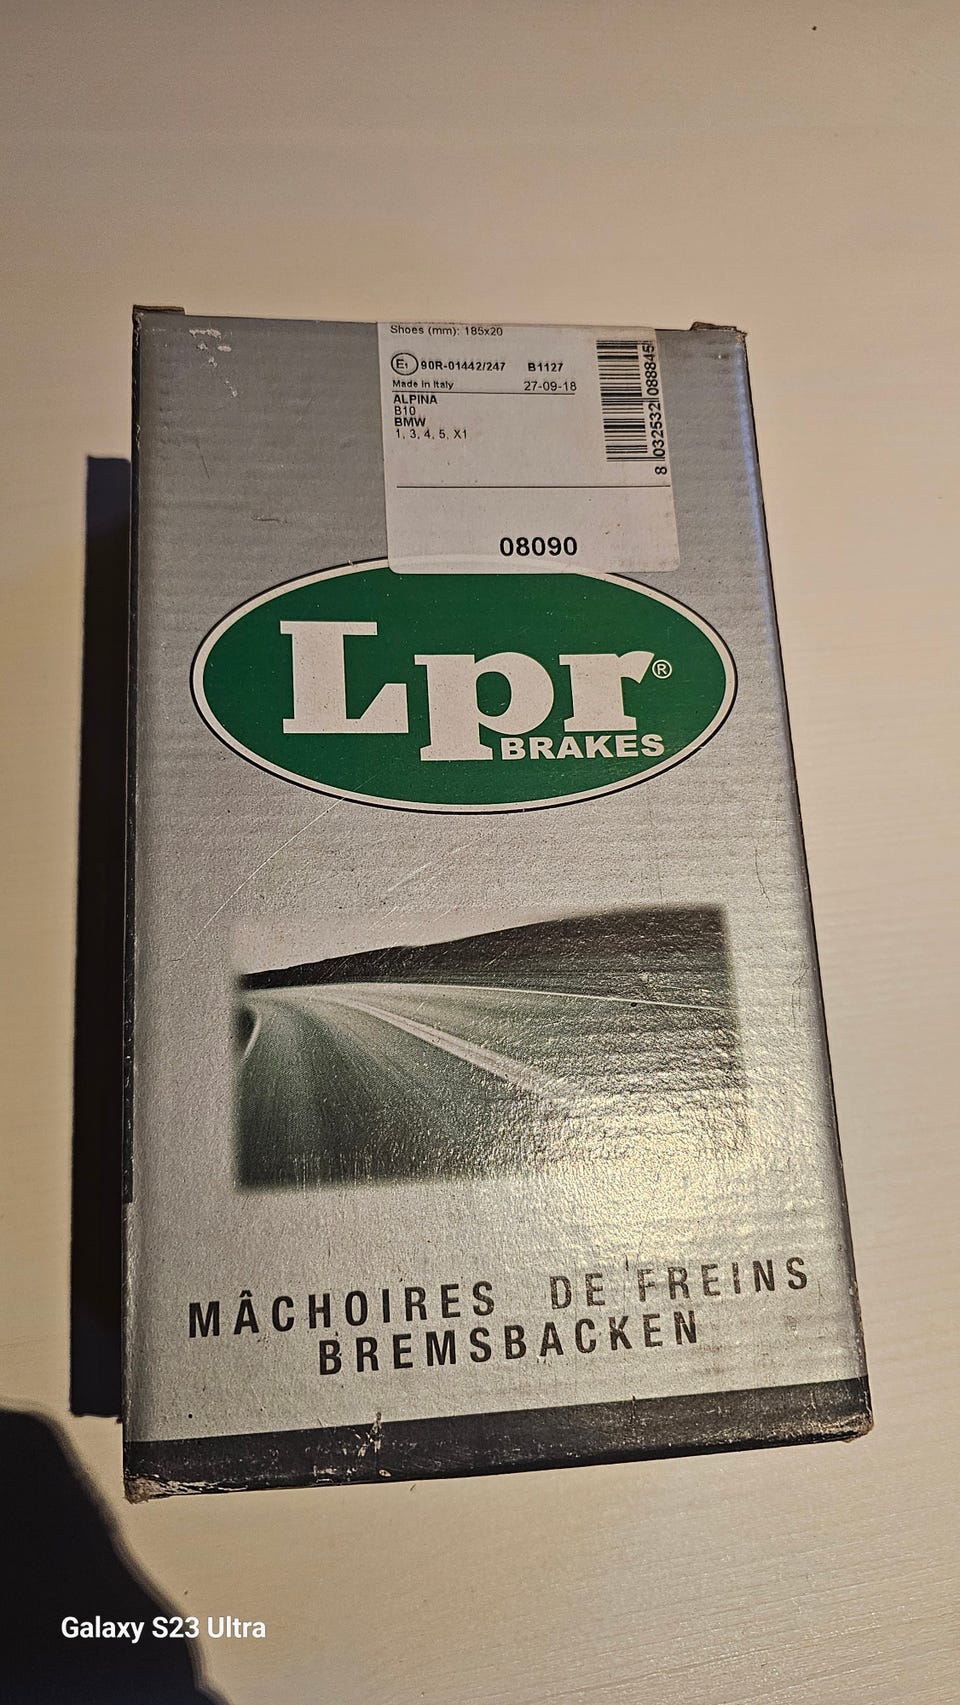 Shoes (mm): 185x20
E1 90R-01442/247 B1127
Made in Italy 27-09-18
ALPINA
B10
BMW
1, 3, 4, 5, X1
8 032532 088845
08090
Lpr®
BRAKES
MÂCHOIRES DE FREINS
BREMSBACKEN
Galaxy S23 Ultra